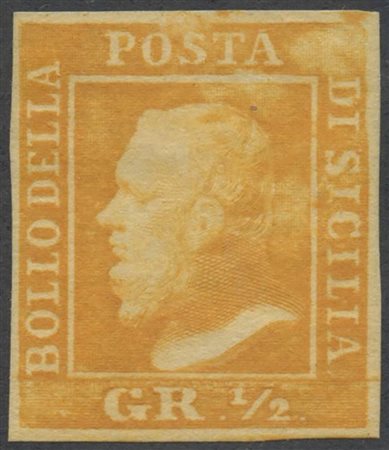 BOLLO DELLA
POSTA
DI SICILIA
GR. ½.